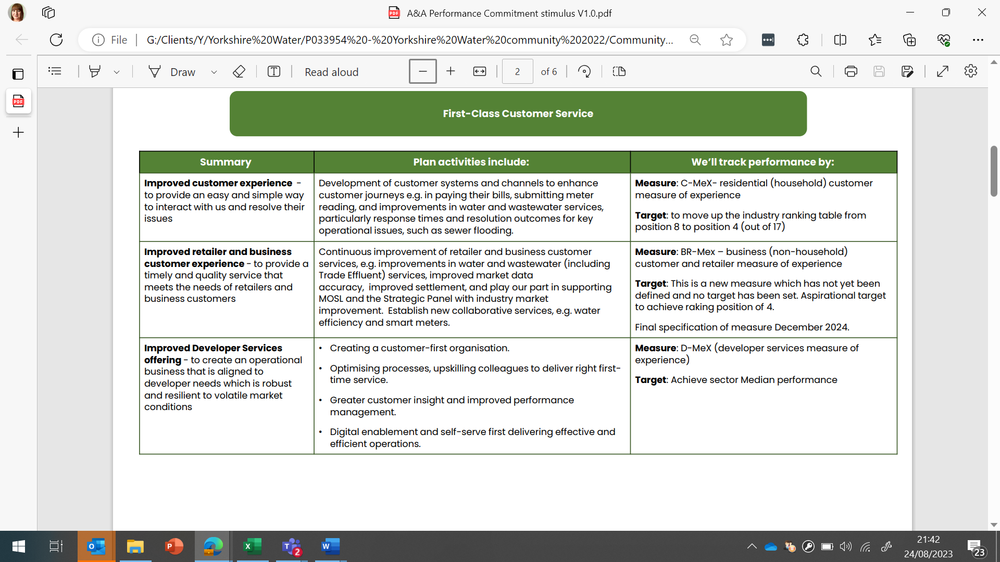 A&A Performance Commitment stimulus V1.0.pdf
File
G:/Clients/Y/Yorkshire%20Water/P033954%20-%20Yorkshire%20Water%20community%202022/Community...
Draw
Read aloud
2
of 6
First-Class Customer Service
Summary
Plan activities include:
We'll track performance by:
Improved customer experience -
to provide an easy and simple way
to interact with us and resolve their
issues
Development of customer systems and channels to enhance
customer journeys e.g. in paying their bills, submitting meter
reading, and improvements in water and wastewater services,
particularly response times and resolution outcomes for key
operational issues, such as sewer flooding.
Measure: C-MeX- residential (household) customer
measure of experience
Target: to move up the industry ranking table from
position 8 to position 4 (out of 17)
Improved retailer and business
customer experience - to provide a
timely and quality service that
meets the needs of retailers and
business customers
Continuous improvement of retailer and business customer
services, e.g. improvements in water and wastewater (including
Trade Effluent) services, improved market data
accuracy,  improved settlement, and play our part in supporting
MOSL and the Strategic Panel with industry market
improvement.  Establish new collaborative services, e.g. water
efficiency and smart meters.
Measure: BR-Mex – business (non-household)
customer and retailer measure of experience
Target: This is a new measure which has not yet been
defined and no target has been set. Aspirational target
to achieve raking position of 4.
Final specification of measure December 2024.
Improved Developer Services
offering - to create an operational
business that is aligned to
developer needs which is robust
and resilient to volatile market
conditions
• Creating a customer-first organisation.
• Optimising processes, upskilling colleagues to deliver right first-
time service.
• Greater customer insight and improved performance
management.
• Digital enablement and self-serve first delivering effective and
efficient operations.
Measure: D-MeX (developer services measure of
experience)
Target: Achieve sector Median performance
21:42
24/08/2023
23
2